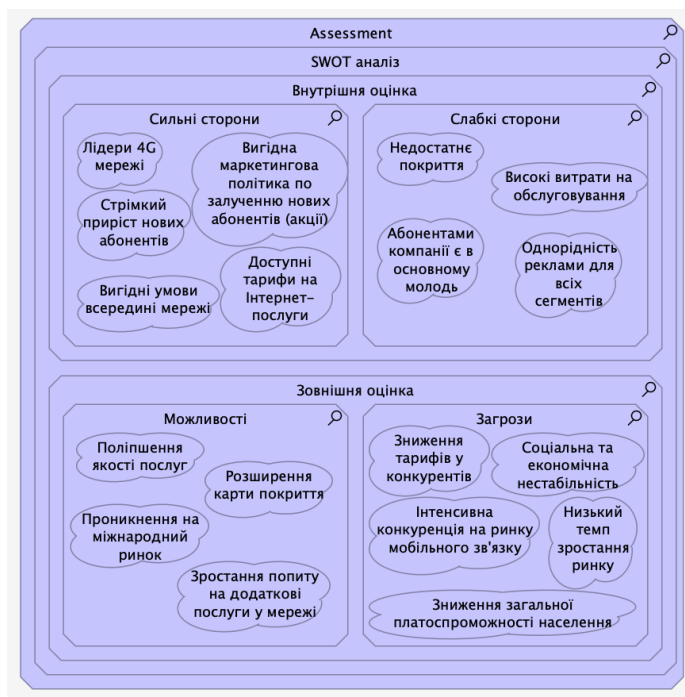 Assessment
SWOT аналіз
Внутрішня оцінка
Сильні сторони
Лідери 4G
мережі
Вигідна
маркетингова
політика по
залученню нових
абонентів (акції)
Стрімкий
приріст нових
абонентів
Доступні
тарифи на
Інтернет-
послуги
Вигідні умови
всередині мережі
Слабкі сторони
Недостатнє
покриття
Високі витрати на
обслуговування
Абонентами
компанії є в
основному
молодь
Однорідність
реклами для
всіх
сегментів
Зовнішня оцінка
Можливості
Поліпшення
якості послуг
Розширення
карти покриття
Проникнення на
міжнародний
ринок
Зростання попиту
на додаткові
послуги у мережі
Загрози
Зниження
тарифів у
конкурентів
Соціальна та
економічна
нестабільність
Інтенсивна
конкуренція на ринку
мобільного зв'язку
Низький
темп
зростання
ринку
Зниження загальної
платоспроможності населення